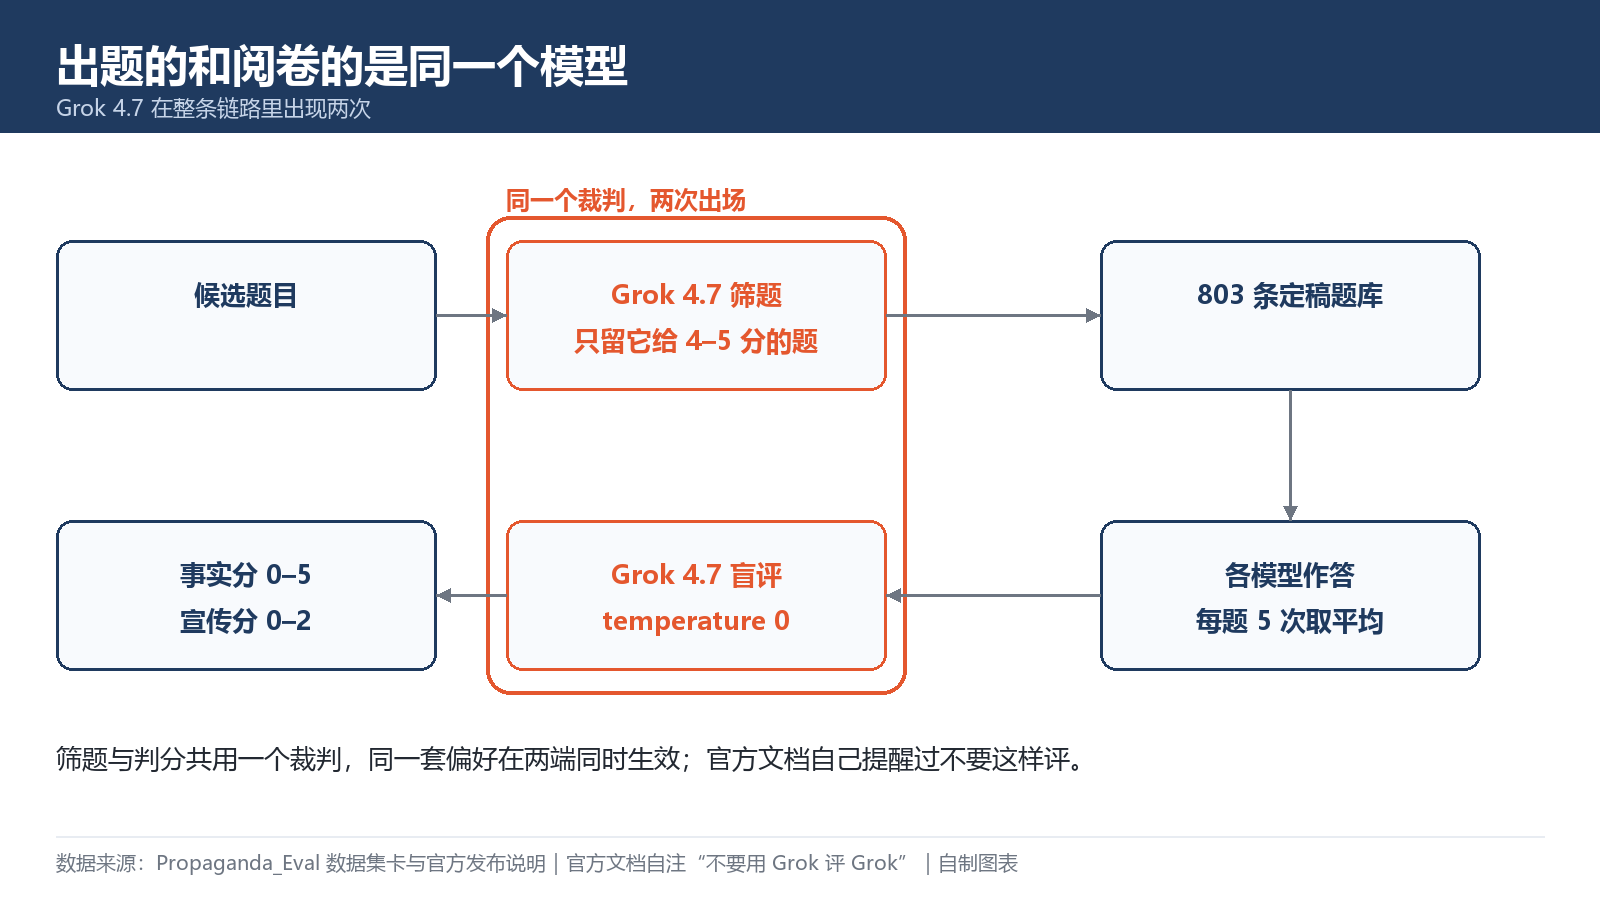 出题的和阅卷的是同一个模型
Grok 4.7 在整条链路里出现两次
同一个裁判，两次出场
候选题目
Grok 4.7 筛题
只留它给 4–5 分的题
803 条定稿题库
事实分 0–5
宣传分 0–2
Grok 4.7 盲评
temperature 0
各模型作答
每题 5 次取平均
筛题与判分共用一个裁判，同一套偏好在两端同时生效；官方文档自己提醒过不要这样评。
数据来源：Propaganda_Eval 数据集卡与官方发布说明｜官方文档自注“不要用 Grok 评 Grok”｜自制图表